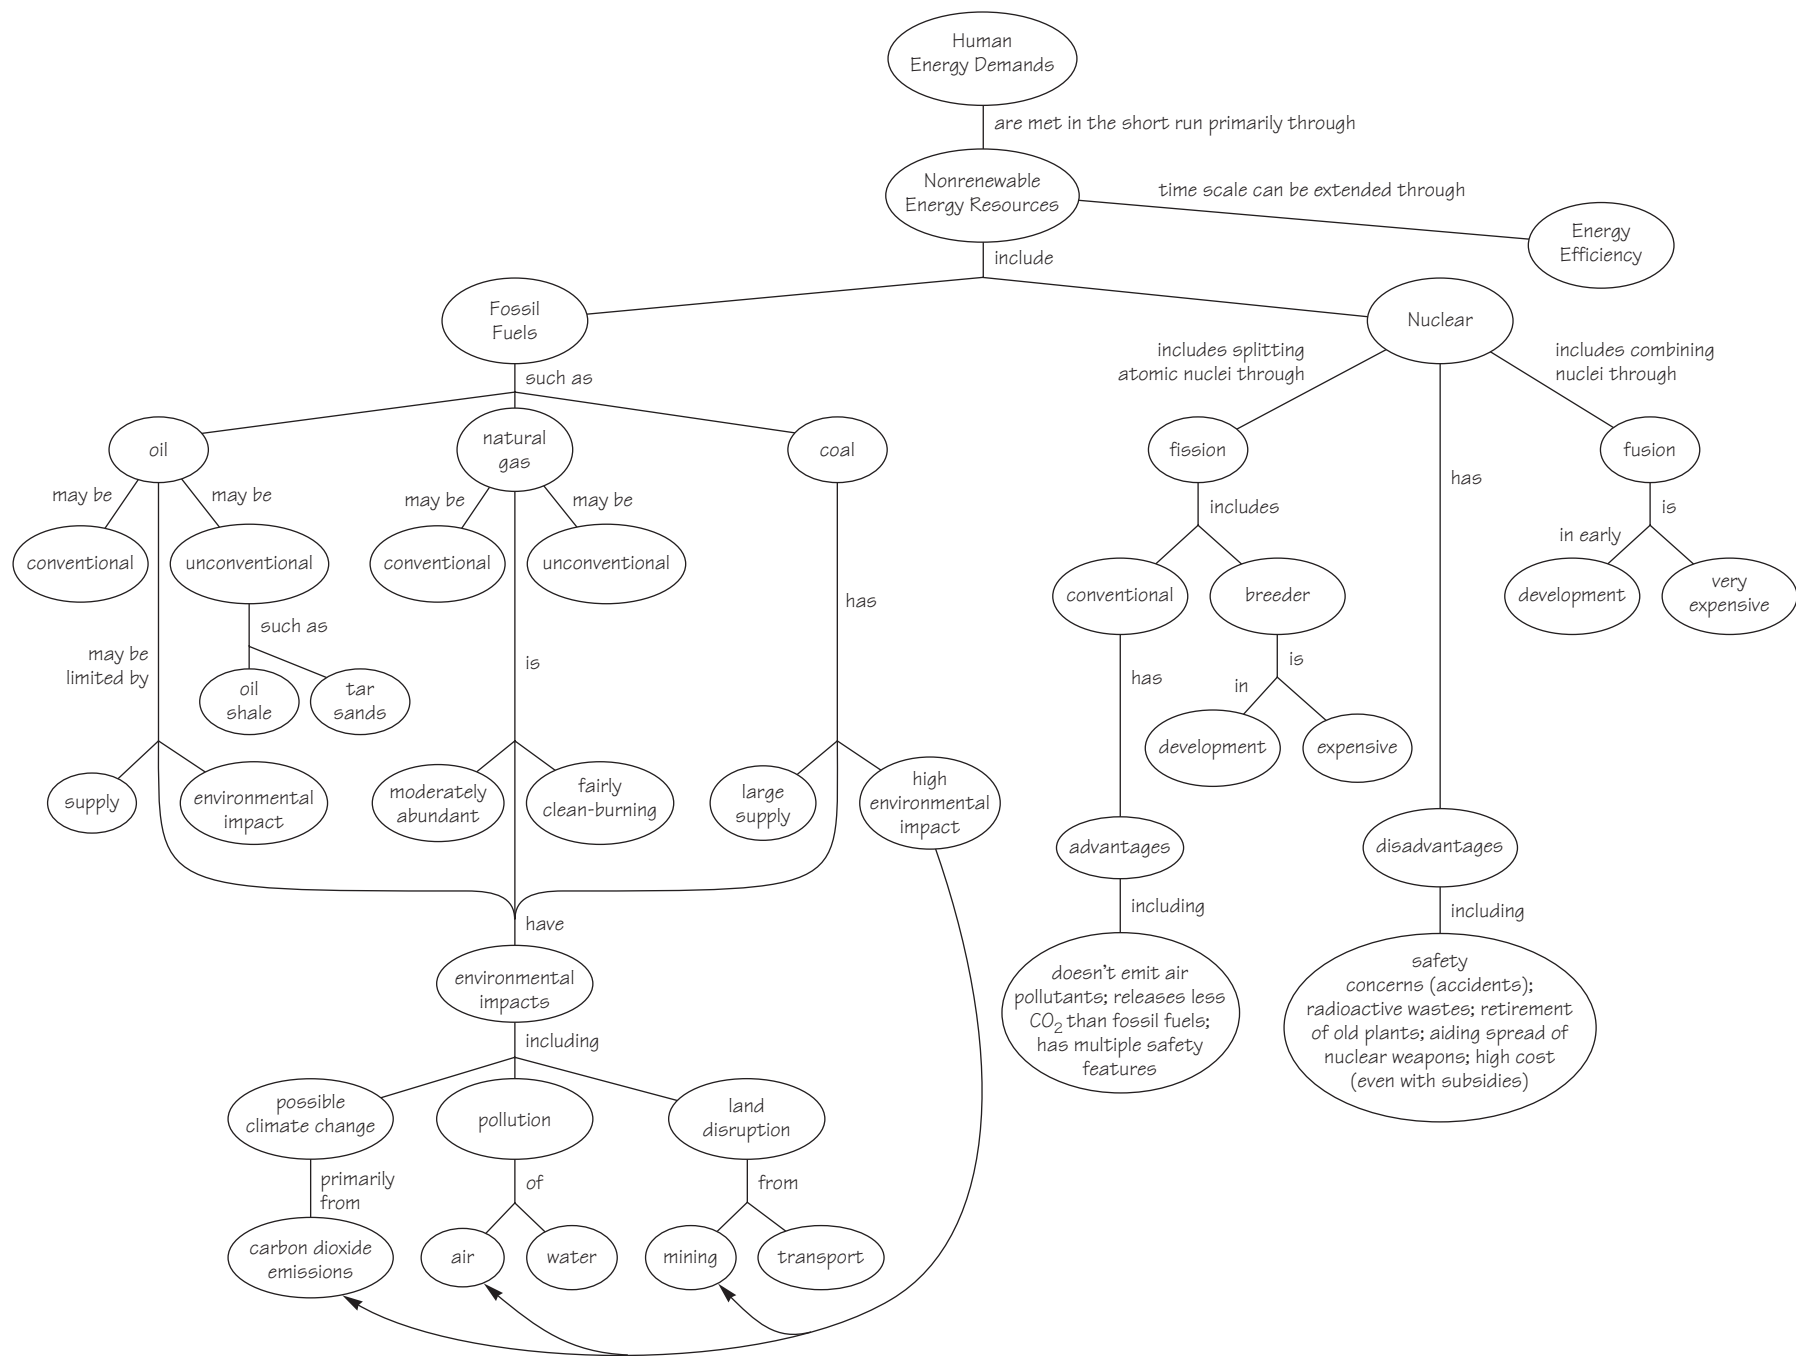 Human
Energy Demands
are met in the short run primarily through
Nonrenewable
Energy Resources
time scale can be extended through
Energy
Efficiency
include
Fossil
Fuels
Nuclear
such as
includes splitting
atomic nuclei through
includes combining
nuclei through
oil
natural
gas
coal
fission
fusion
may be
may be
may be
may be
has
includes
is
in early
conventional
unconventional
conventional
unconventional
conventional
breeder
development
very
expensive
has
such as
may be
limited by
is
has
is
in
oil
shale
tar
sands
development
expensive
supply
environmental
impact
moderately
abundant
fairly
clean-burning
large
supply
high
environmental
impact
advantages
disadvantages
have
including
including
environmental
impacts
doesn't emit air
pollutants; releases less
CO2 than fossil fuels;
has multiple safety
features
safety
concerns (accidents);
radioactive wastes; retirement
of old plants; aiding spread of
nuclear weapons; high cost
(even with subsidies)
including
possible
climate change
pollution
land
disruption
primarily
from
of
from
carbon dioxide
emissions
air
water
mining
transport